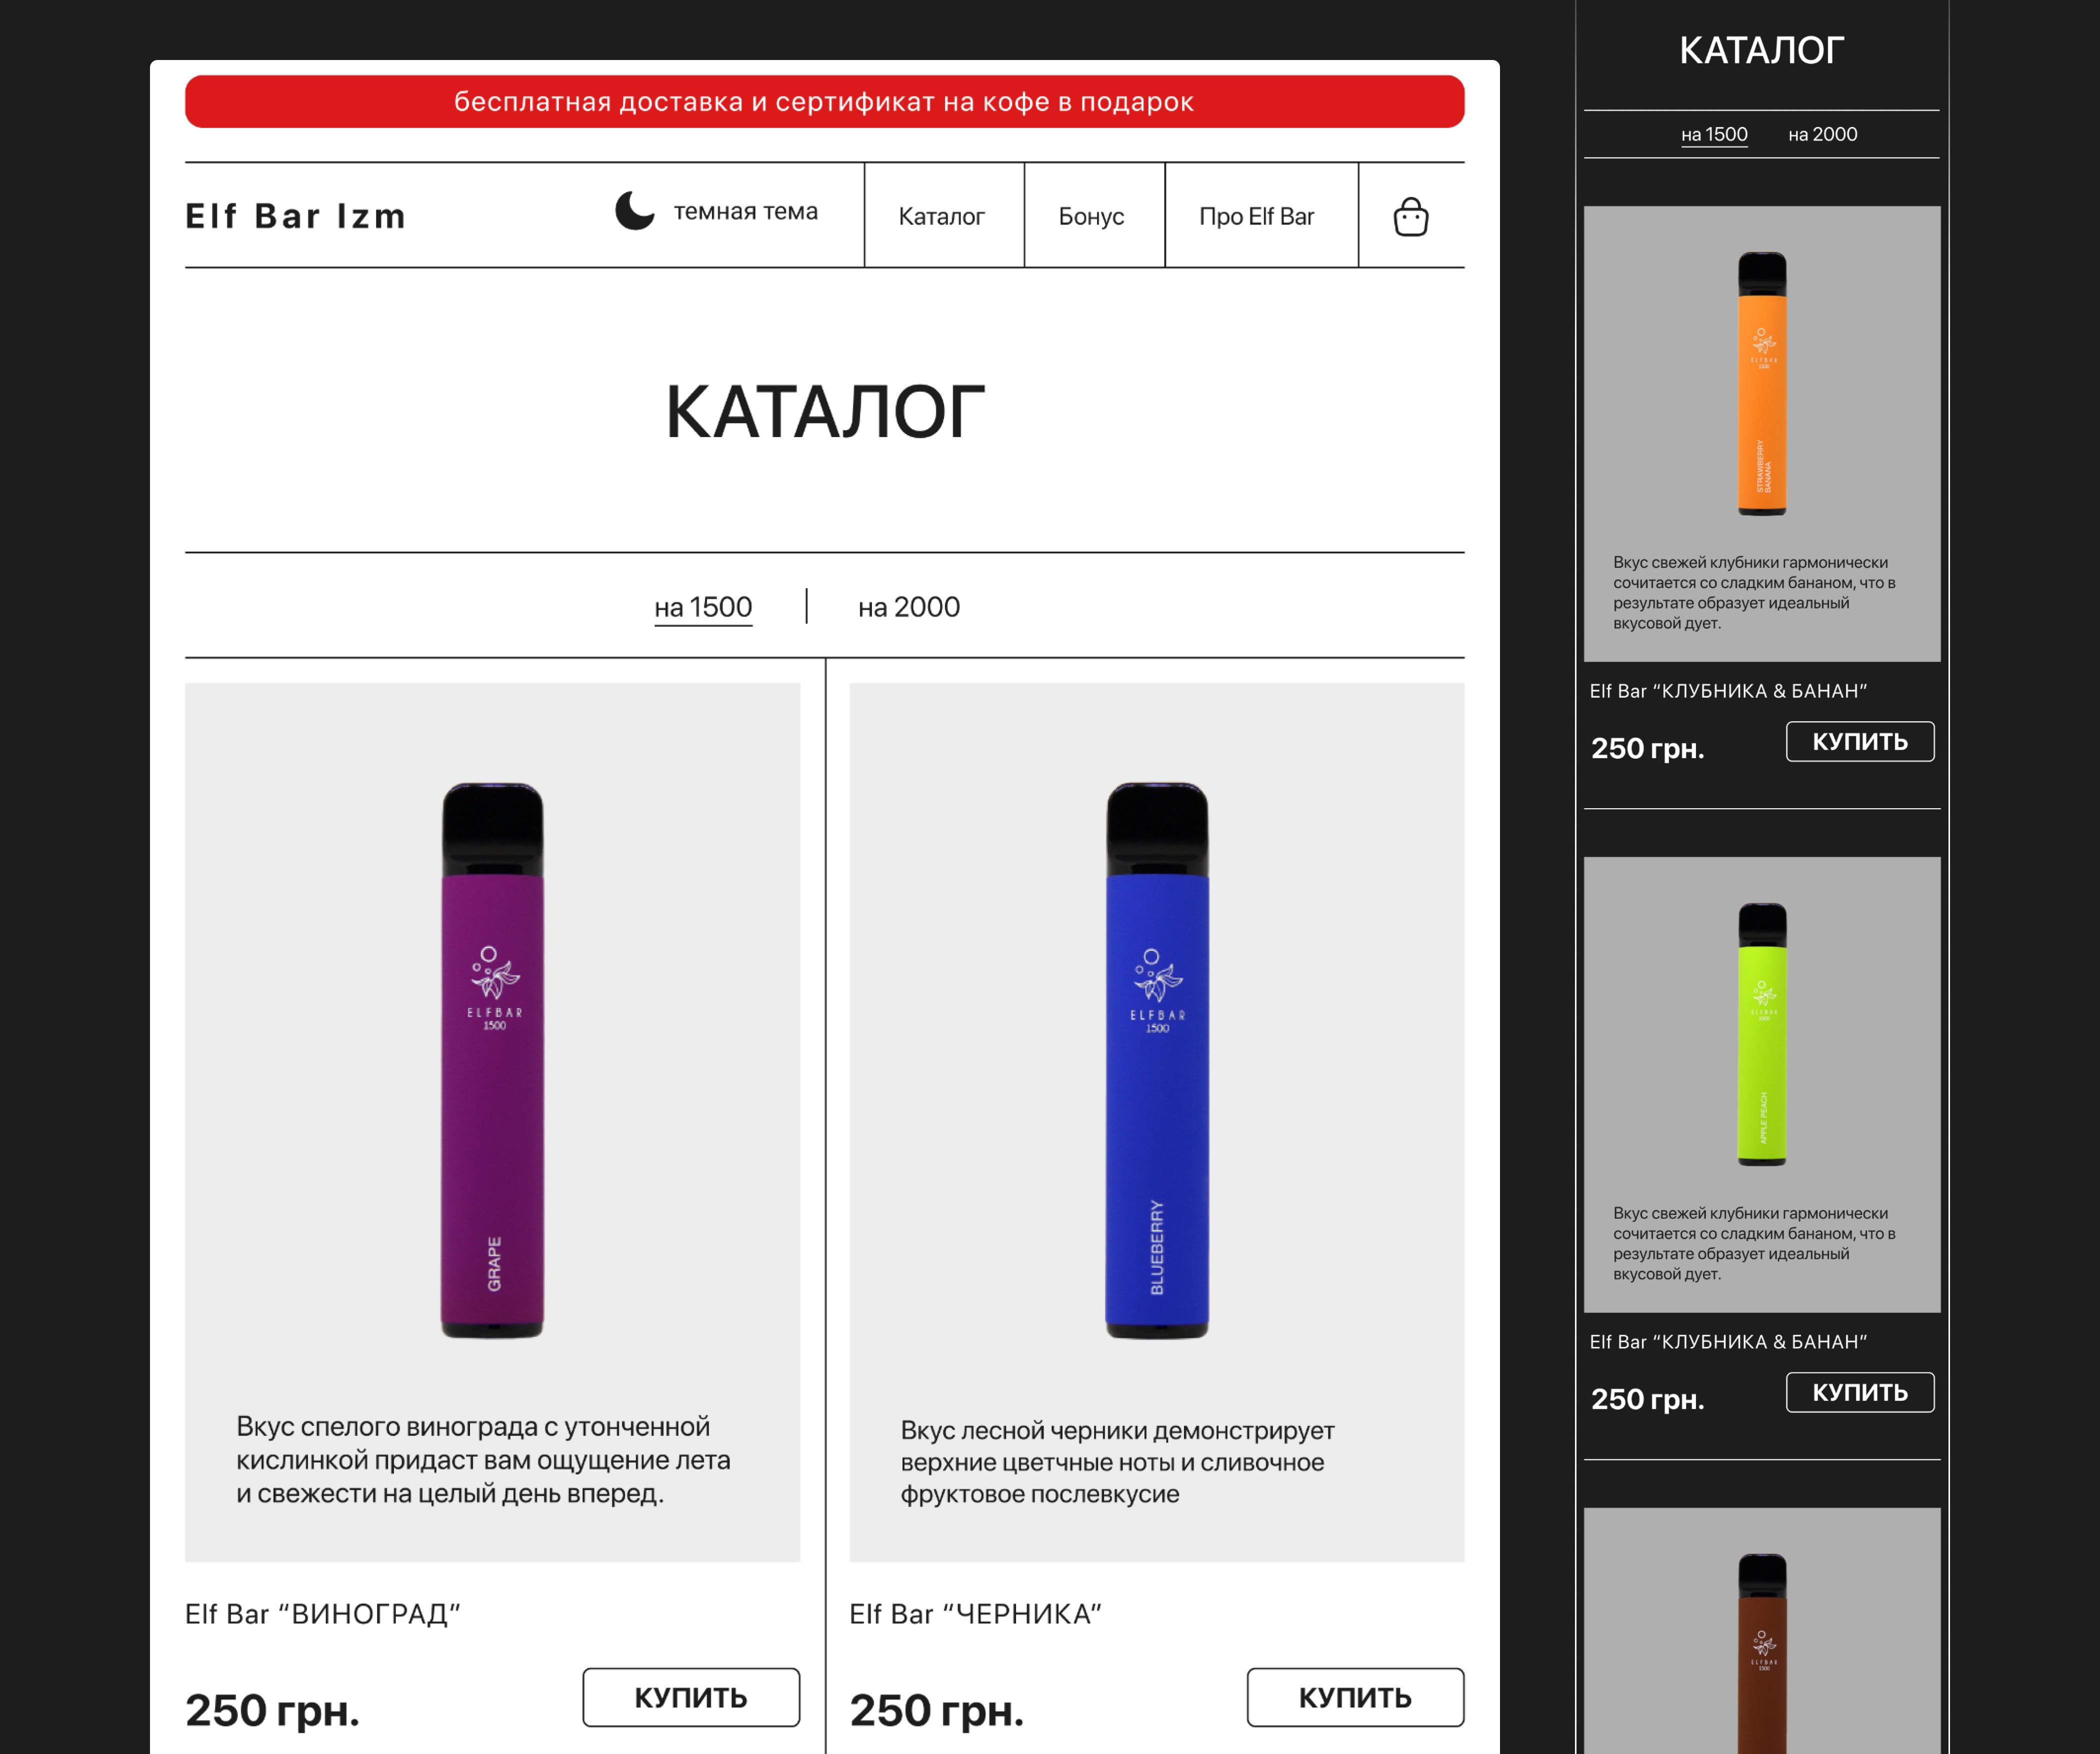 бесплатная доставка и сертификат на кофе в подарок
Elf Bar Izm
темная тема
Каталог
Бонус
Про Elf Bar
КАТАЛОГ
на 1500
на 2000
ELFBAR
1500
GRAPE
Вкус спелого винограда с утонченной
кислинкой придаст вам ощущение лета
и свежести на целый день вперед.
Elf Bar “ВИНОГРАД”
250 грн.
КУПИТЬ
ELFBAR
1500
BLUEBERRY
Вкус лесной черники демонстрирует
верхние цветчные ноты и сливочное
фруктовое послевкусие
Elf Bar “ЧЕРНИКА”
250 грн.
КУПИТЬ
КАТАЛОГ
на 1500
на 2000
ELFBAR
1500
STRAWBERRY
BANANA
Вкус свежей клубники гармонически
сочитается со сладким бананом, что в
результате образует идеальный
вкусовой дует.
Elf Bar “КЛУБНИКА & БАНАН”
250 грн.
КУПИТЬ
ELFBAR
1500
APPLE PEACH
Вкус свежей клубники гармонически
сочитается со сладким бананом, что в
результате образует идеальный
вкусовой дует.
Elf Bar “КЛУБНИКА & БАНАН”
250 грн.
КУПИТЬ
ELFBAR
1500